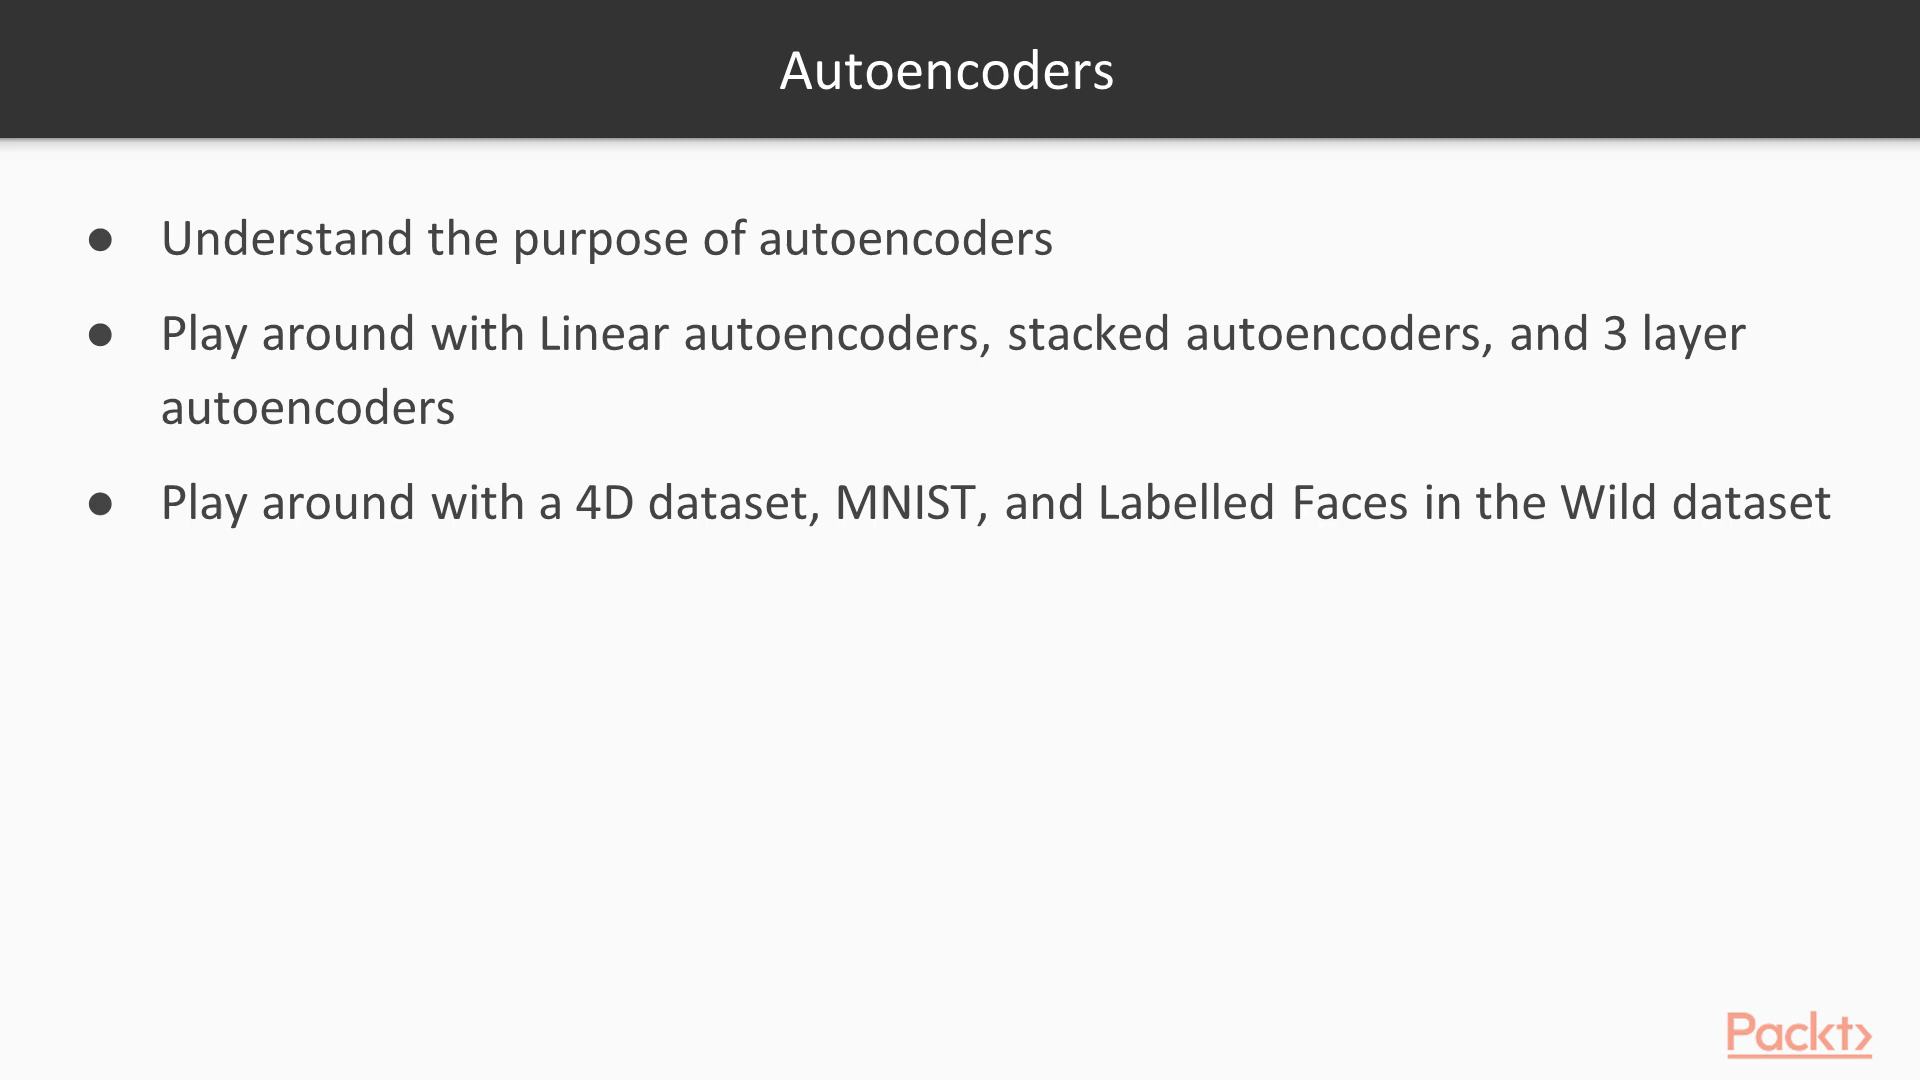 Autoencoders
● Understand the purpose of autoencoders
● Play around with Linear autoencoders, stacked autoencoders, and 3 layer
autoencoders
● Play around with a 4D dataset, MNIST, and Labelled Faces in the Wild dataset
Packt>